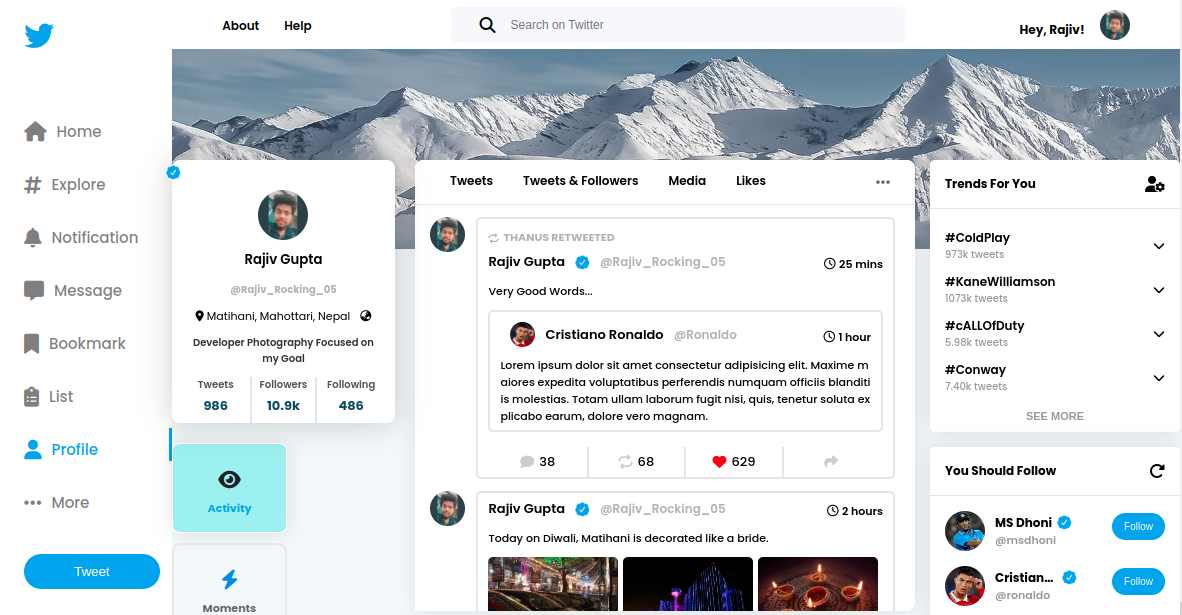 About Help
Search on Twitter
Hey, Rajiv!
Home
Explore
Notification
Message
Bookmark
List
Profile
More
Tweet
Rajiv Gupta
@Rajiv_Rocking_05
Matihani, Mahottari, Nepal
Developer Photography Focused on
my Goal
Tweets Followers Following
986 10.9k 486
Activity
Moments
Tweets Tweets & Followers Media Likes
THANUS RETWEETED
Rajiv Gupta @Rajiv_Rocking_05 25 mins
Very Good Words...
Cristiano Ronaldo @Ronaldo 1 hour
Lorem ipsum dolor sit amet consectetur adipisicing elit. Maxime m
aiores expedita voluptatibus perferendis numquam officiis blanditi
is molestias. Totam ullam laborum fugit nisi, quis, tenetur soluta ex
plicabo earum, dolore vero magnam.
38 68 629
Rajiv Gupta @Rajiv_Rocking_05 2 hours
Today on Diwali, Matihani is decorated like a bride.
Trends For You
#ColdPlay
973k tweets
#KaneWilliamson
1073k tweets
#cALLOfDuty
5.98k tweets
#Conway
7.40k tweets
SEE MORE
You Should Follow
MS Dhoni
@msdhoni
Follow
Cristian...
@ronaldo
Follow